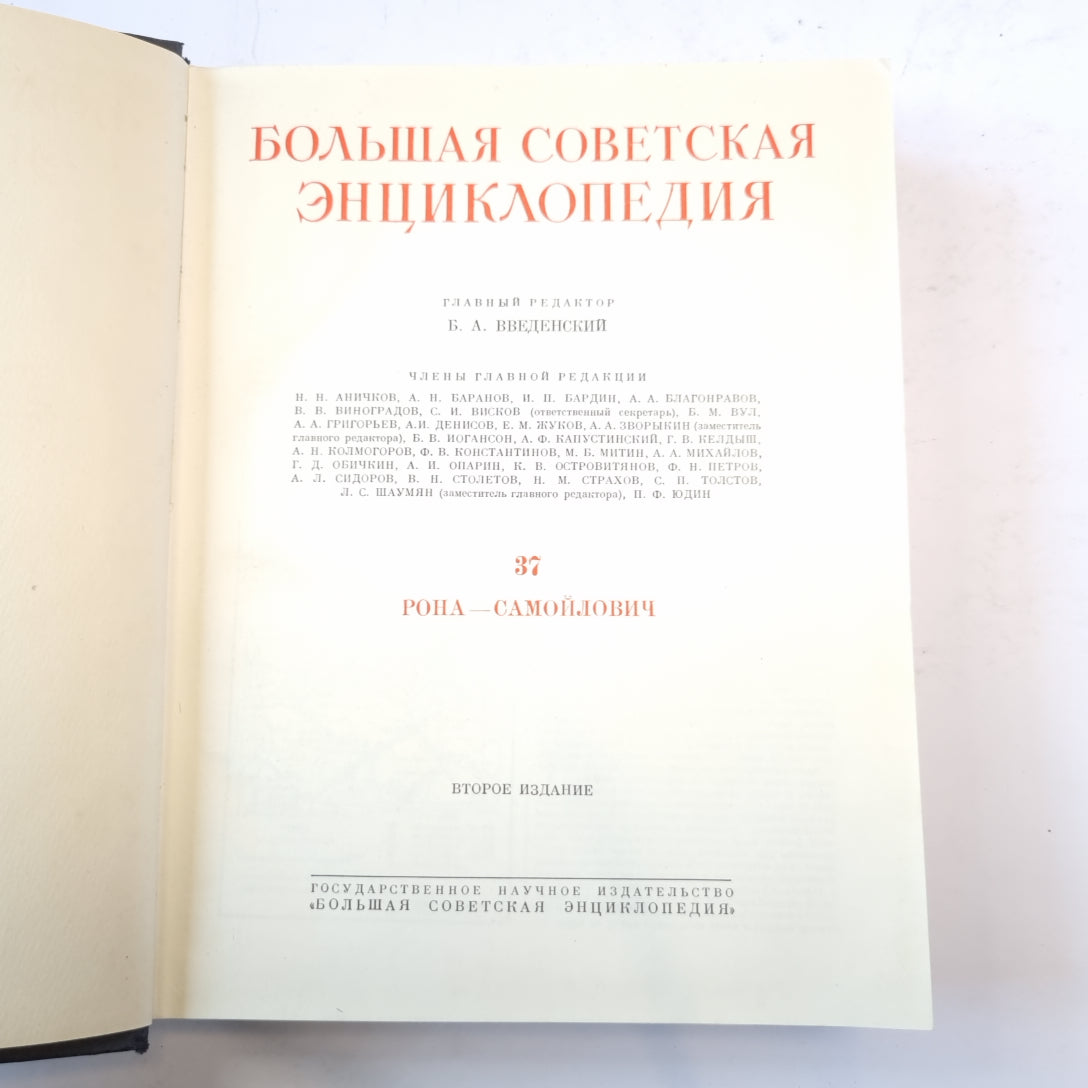 БОЛЬШАЯ СОВЕТСКАЯ
ЭНЦИКЛОПЕДИЯ
ГЛАВНЫЙ РЕДАКТОР
Б. А. ВВЕДЕНСКИЙ
ЧЛЕНЫ ГЛАВНОЙ РЕДАКЦИИ
Н. Н. АНИЧКОВ, А. Н. БАРАНОВ, И. П. БАРДИН, А. А. БЛАГОНРАВОВ,
В. В. ВИНОГРАДОВ, С. И. ВИСКОВ (ответственный секретарь), Б. М. ВУЛ,
А. А. ГРИГОРЬЕВ, А.И. ДЕНИСОВ, Е. М. ЖУКОВ, А. А. ЗВОРЫКИН (заместитель
главного редактора), Б. В. ИОГАНСОН, А. Ф. КАПУСТИНСКИЙ, Г. В. КЕЛДЫШ,
А. Н. КОЛМОГОРОВ, Ф. В. КОНСТАНТИНОВ, М. Б. МИТИН, А. А. МИХАЙЛОВ,
Г. Д. ОБИЧКИН, А. И. ОПАРИН, К. В. ОСТРОВИТЯНОВ, Ф. Н. ПЕТРОВ,
А. Л. СИДОРОВ, В. Н. СТОЛЕТОВ, Н. М. СТРАХОВ, С. П. ТОЛСТОВ,
Л. С. ШАУМЯН (заместитель главного редактора), П. Ф. ЮДИН
37
РОНА — САМОЙЛОВИЧ
ВТОРОЕ ИЗДАНИЕ
ГОСУДАРСТВЕННОЕ НАУЧНОЕ ИЗДАТЕЛЬСТВО
«БОЛЬШАЯ СОВЕТСКАЯ ЭНЦИКЛОПЕДИЯ»